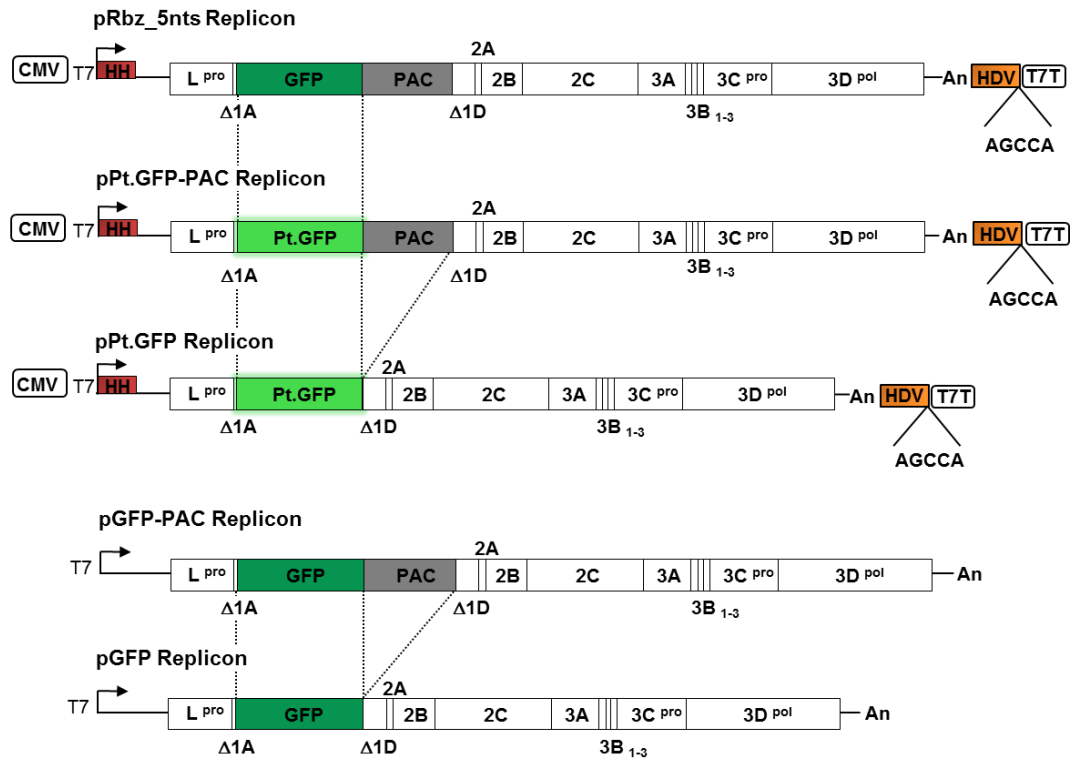 pRbz_5nts Replicon
2A
CMV T7 HH L pro GFP PAC 2B 2C 3A 3C pro 3D pol An HDV T7T
Δ1A Δ1D 3B 1-3
AGCCA
pPt.GFP-PAC Replicon
2A
CMV T7 HH L pro Pt.GFP PAC 2B 2C 3A 3C pro 3D pol An HDV T7T
Δ1A Δ1D 3B 1-3
AGCCA
pPt.GFP Replicon
2A
CMV T7 HH L pro Pt.GFP 2B 2C 3A 3C pro 3D pol An HDV T7T
Δ1A Δ1D 3B 1-3
AGCCA
pGFP-PAC Replicon
2A
T7 L pro GFP PAC 2B 2C 3A 3C pro 3D pol An
Δ1A Δ1D 3B 1-3
pGFP Replicon
2A
T7 L pro GFP 2B 2C 3A 3C pro 3D pol An
Δ1A Δ1D 3B 1-3